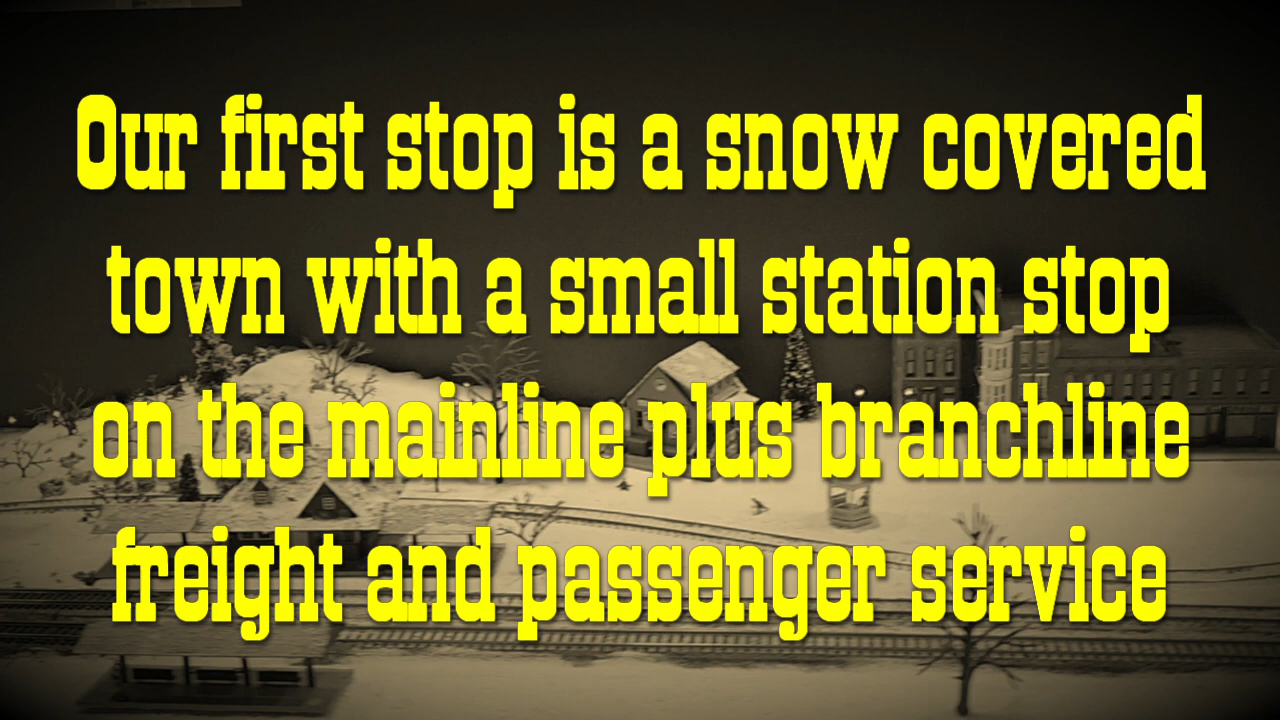 Our first stop is a snow covered
town with a small station stop
on the mainline plus branchline
freight and passenger service